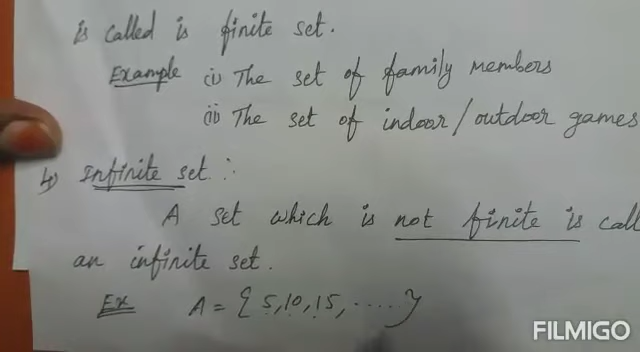 is called is finite set.
Example (i) The set of family members
(ii) The set of indoor/outdoor games
4) Infinite set :
A set which is not finite is call
an infinite set.
Ex A = { 5, 10, 15, ..... }
FILMIGO